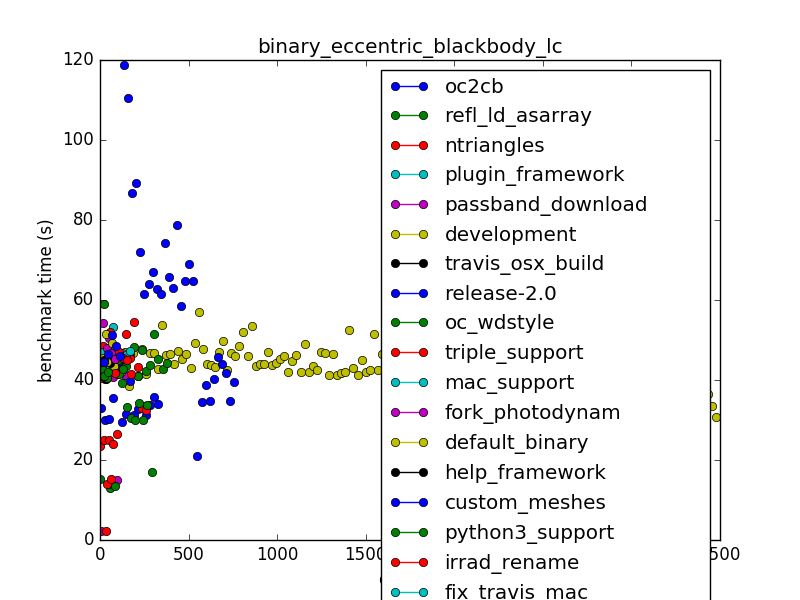 binary_eccentric_blackbody_lc
120
100
80
60
40
20
0
benchmark time (s)
0
500
1000
1500
500
oc2cb
refl_ld_asarray
ntriangles
plugin_framework
passband_download
development
travis_osx_build
release-2.0
oc_wdstyle
triple_support
mac_support
fork_photodynam
default_binary
help_framework
custom_meshes
python3_support
irrad_rename
fix_travis_mac